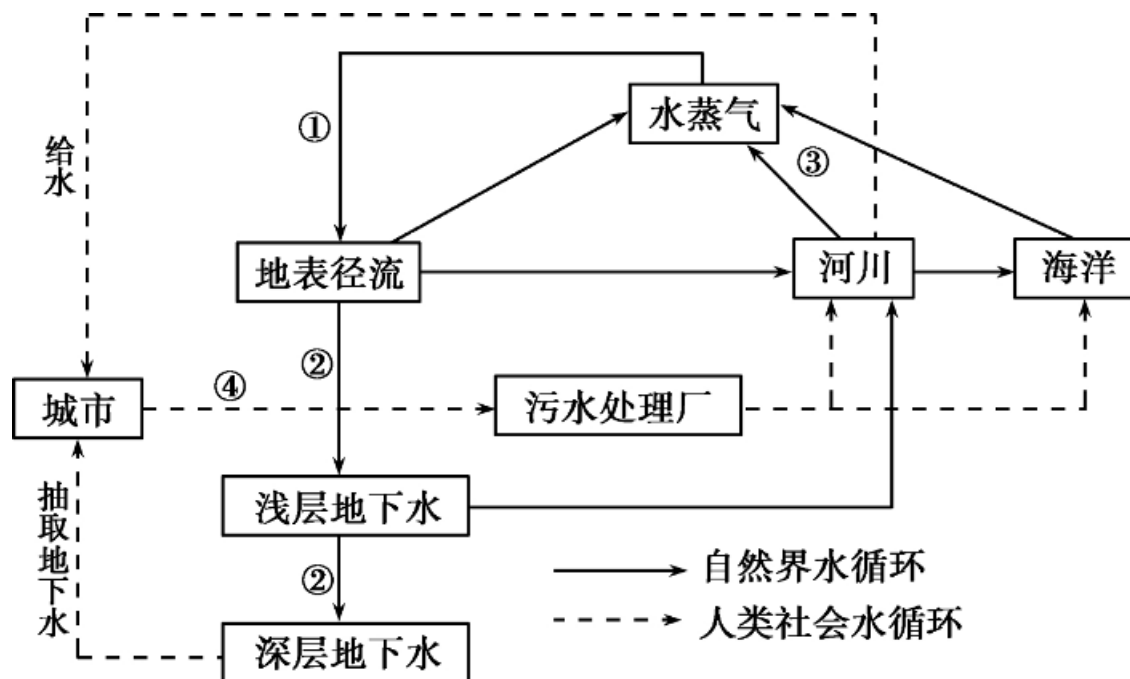 水蒸气
①
给水
③
地表径流
河川
海洋
②
城市
④
污水处理厂
抽取地下水
浅层地下水
②
自然界水循环
人类社会水循环
深层地下水